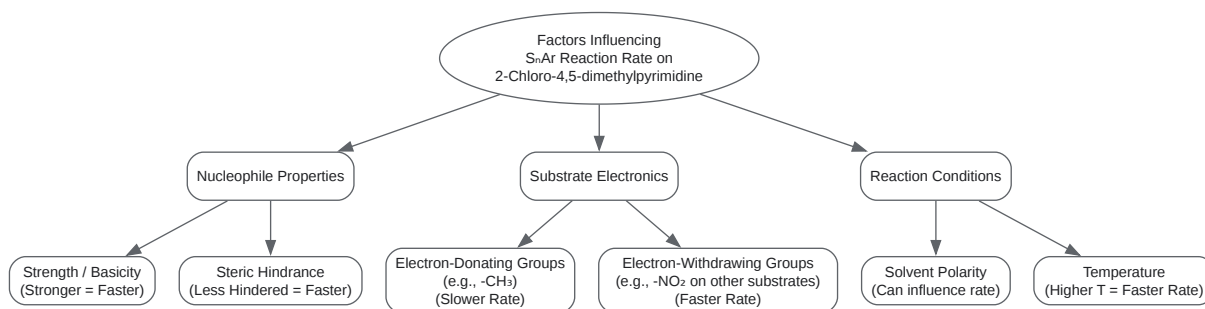 Factors Influencing
SₙAr Reaction Rate on
2-Chloro-4,5-dimethylpyrimidine
Nucleophile Properties
Substrate Electronics
Reaction Conditions
Strength / Basicity
(Stronger = Faster)
Steric Hindrance
(Less Hindered = Faster)
Electron-Donating Groups
(e.g., -CH₃)
(Slower Rate)
Electron-Withdrawing Groups
(e.g., -NO₂ on other substrates)
(Faster Rate)
Solvent Polarity
(Can influence rate)
Temperature
(Higher T = Faster Rate)